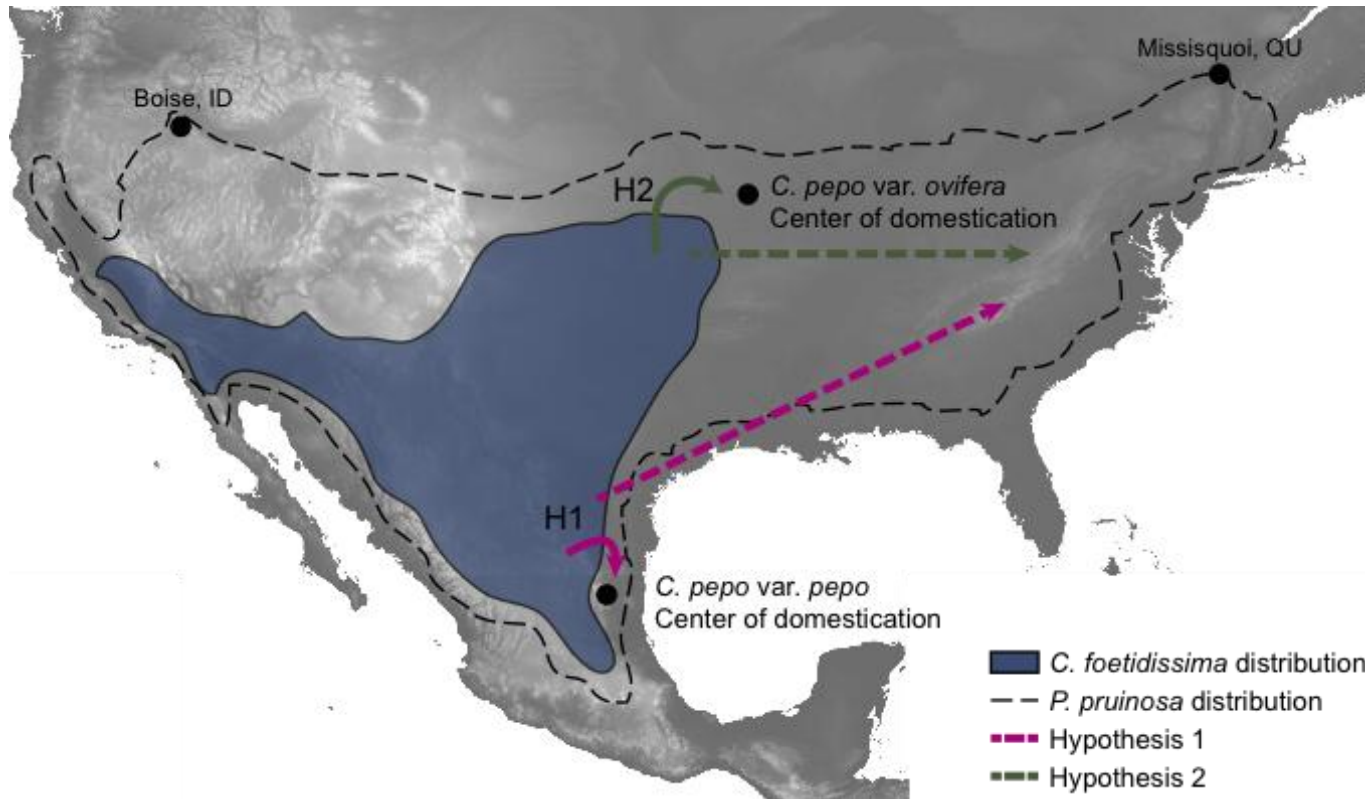 Missisquoi, QU
Boise, ID
H2
C. pepo var. ovifera
Center of domestication
H1
C. pepo var. pepo
Center of domestication
C. foetidissima distribution
P. pruinosa distribution
Hypothesis 1
Hypothesis 2